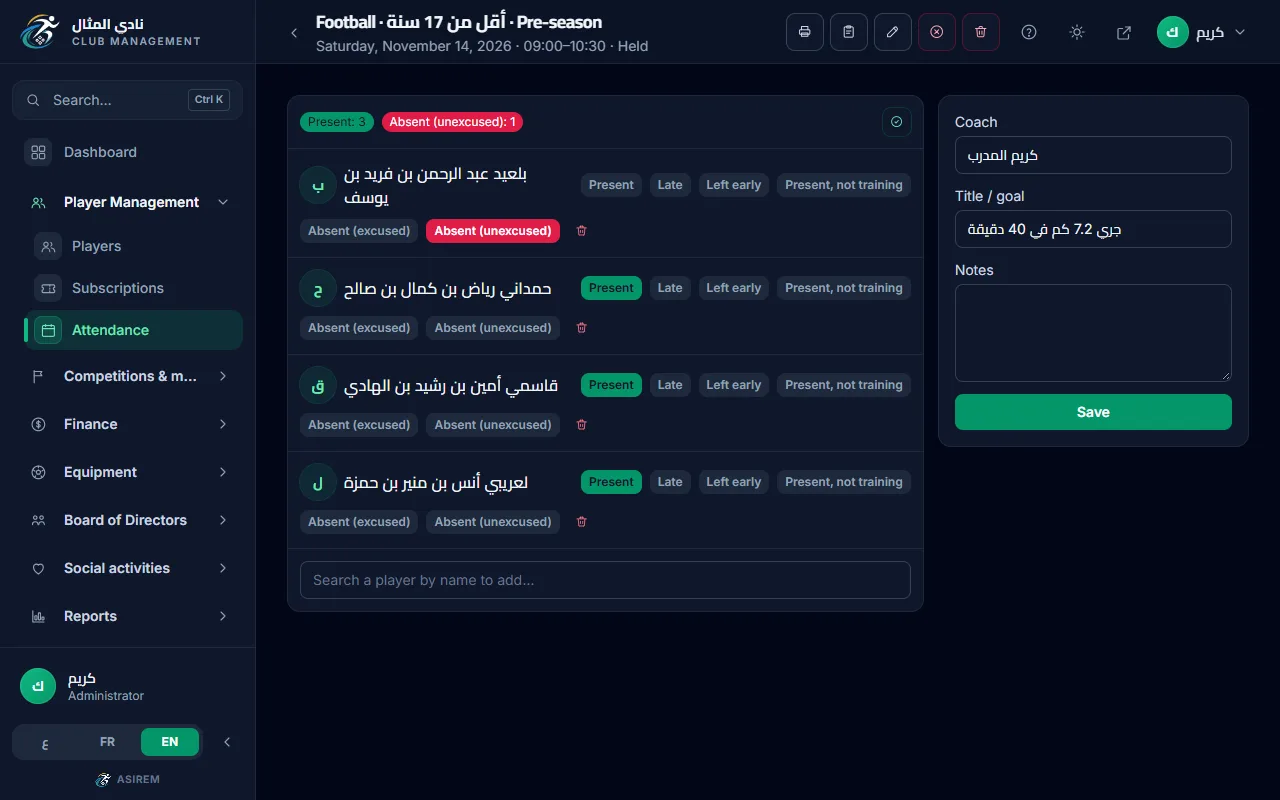 نادي المثال
CLUB MANAGEMENT
Search...
Ctrl K
Dashboard
Player Management
Players
Subscriptions
Attendance
Competitions & m...
Finance
Equipment
Board of Directors
Social activities
Reports
ك
كريم
Administrator
ع
FR
EN
ASIREM
Football · أقل من 17 سنة · Pre-season
Saturday, November 14, 2026 · 09:00–10:30 · Held
ك
كريم
Present: 3
Absent (unexcused): 1
ب
بلعيد عبد الرحمن بن فريد بن
يوسف
Present
Late
Left early
Present, not training
Absent (excused)
Absent (unexcused)
ح
حمداني رياض بن كمال بن صالح
Present
Late
Left early
Present, not training
Absent (excused)
Absent (unexcused)
ق
قاسمي أمين بن رشيد بن الهادي
Present
Late
Left early
Present, not training
Absent (excused)
Absent (unexcused)
ل
لعريبي أنس بن منير بن حمزة
Present
Late
Left early
Present, not training
Absent (excused)
Absent (unexcused)
Search a player by name to add...
Coach
كريم المدرب
Title / goal
جري 7.2 كم في 40 دقيقة
Notes
Save